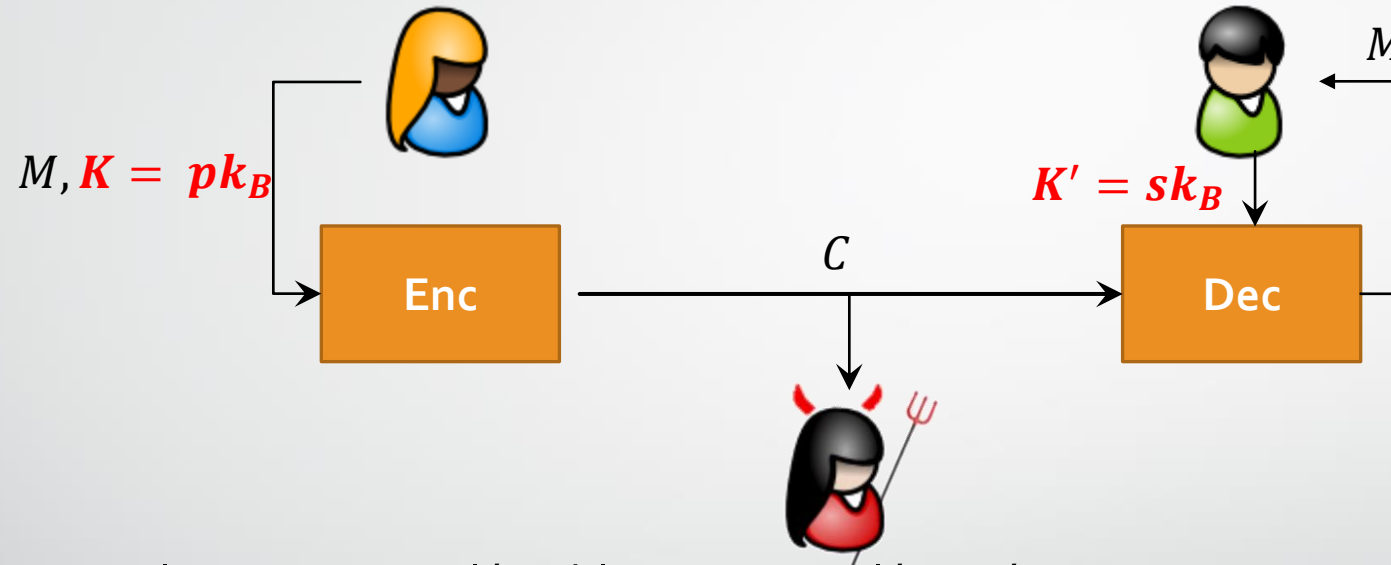 M
M, K = pk_B
K′ = sk_B
C
Enc
Dec